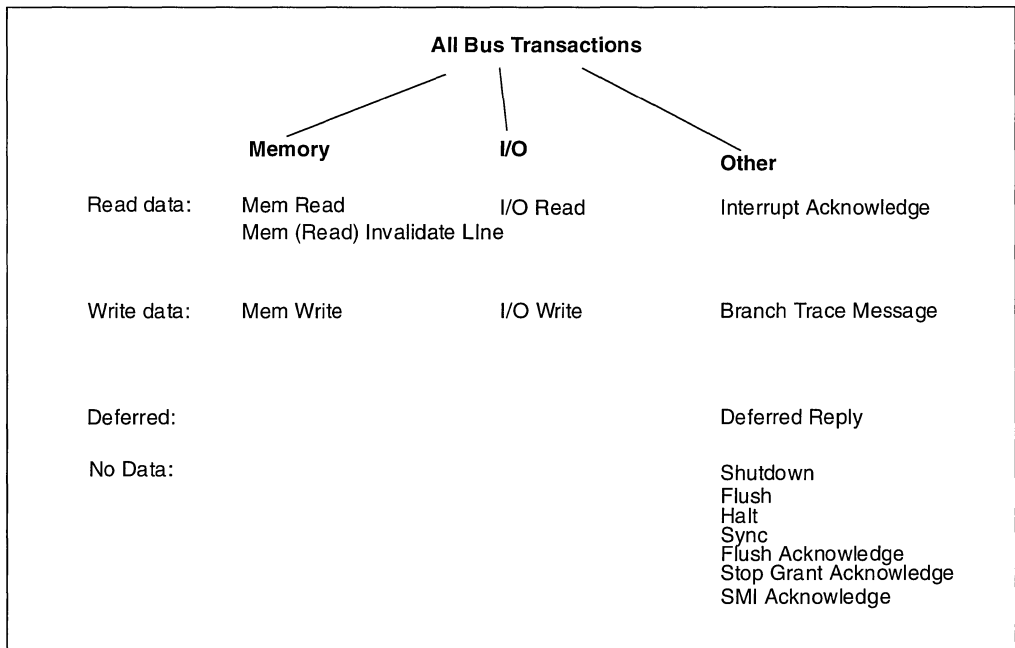 All Bus Transactions
Memory I/O Other
Read data: Mem Read I/O Read Interrupt Acknowledge
Mem (Read) Invalidate LIne
Write data: Mem Write I/O Write Branch Trace Message
Deferred: Deferred Reply
No Data: Shutdown
Flush
Halt
Sync
Flush Acknowledge
Stop Grant Acknowledge
SMI Acknowledge